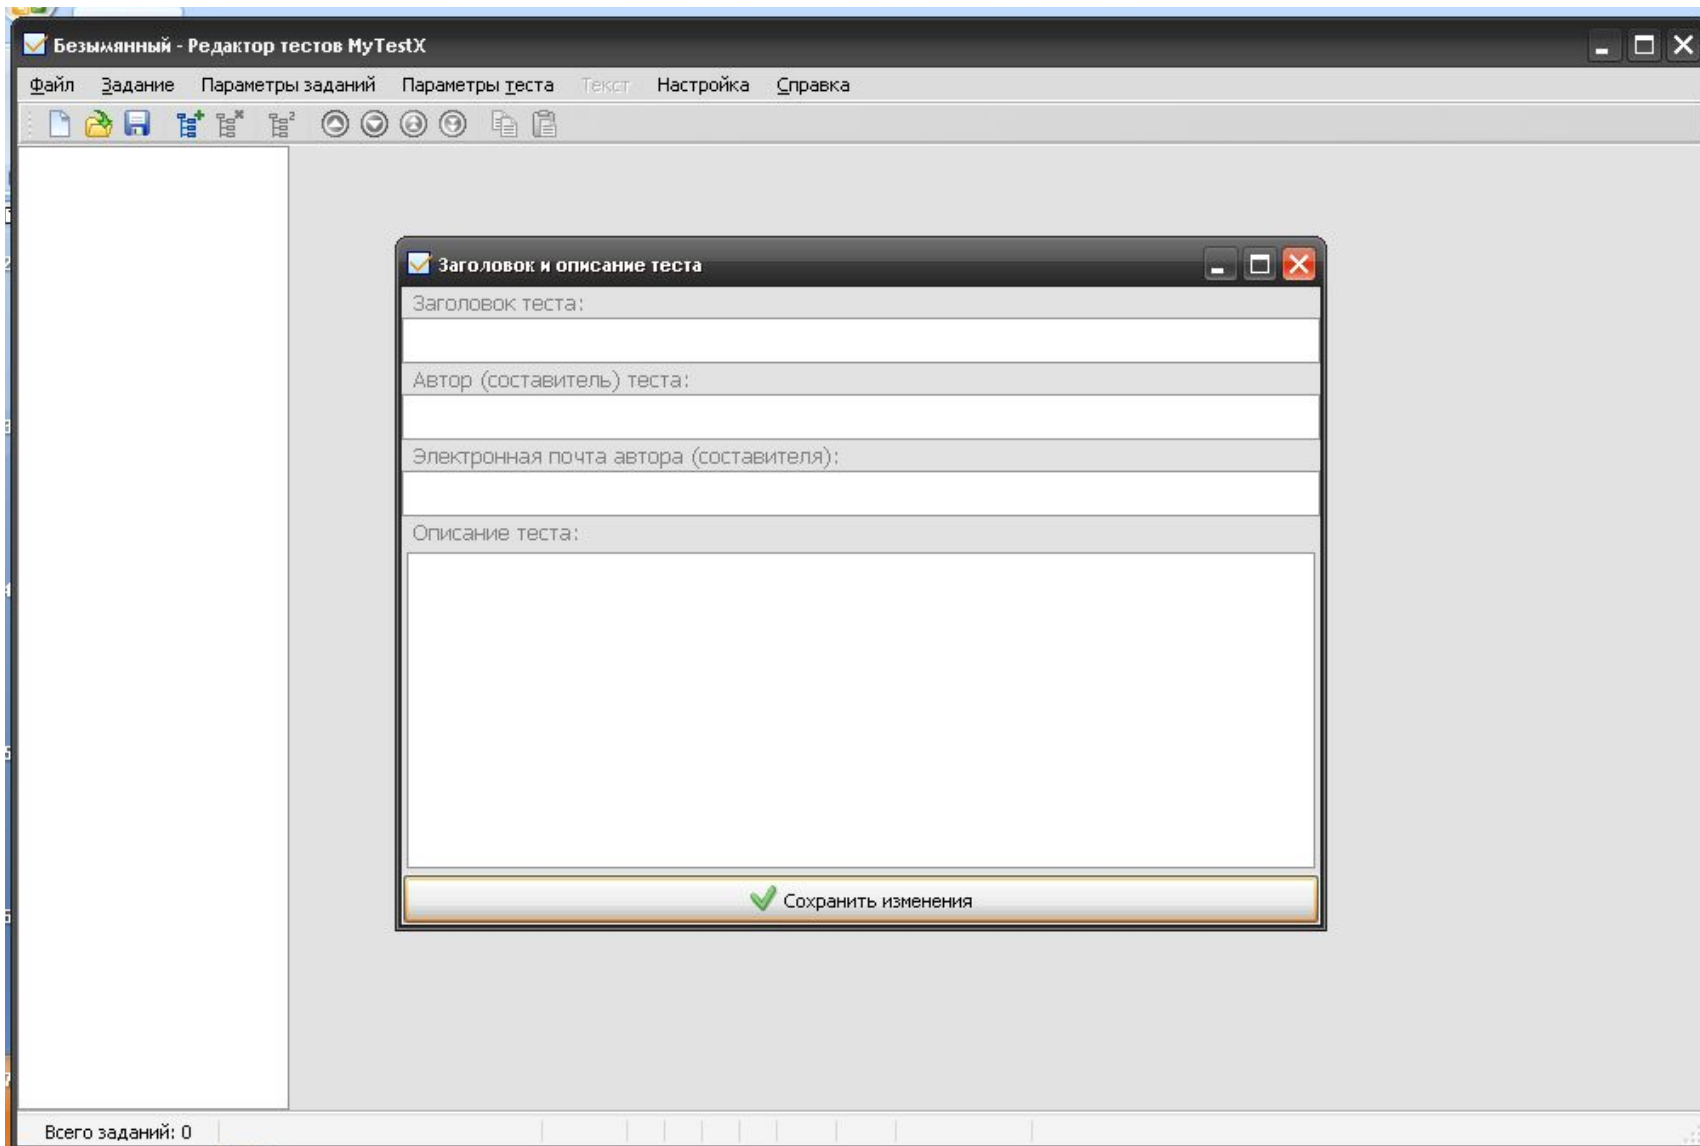 Безымянный - Редактор тестов MyTestX
Файл Задание Параметры заданий Параметры теста Текст Настройка Справка
Заголовок и описание теста
Заголовок теста:
Автор (составитель) теста:
Электронная почта автора (составителя):
Описание теста:
Сохранить изменения
Всего заданий: 0